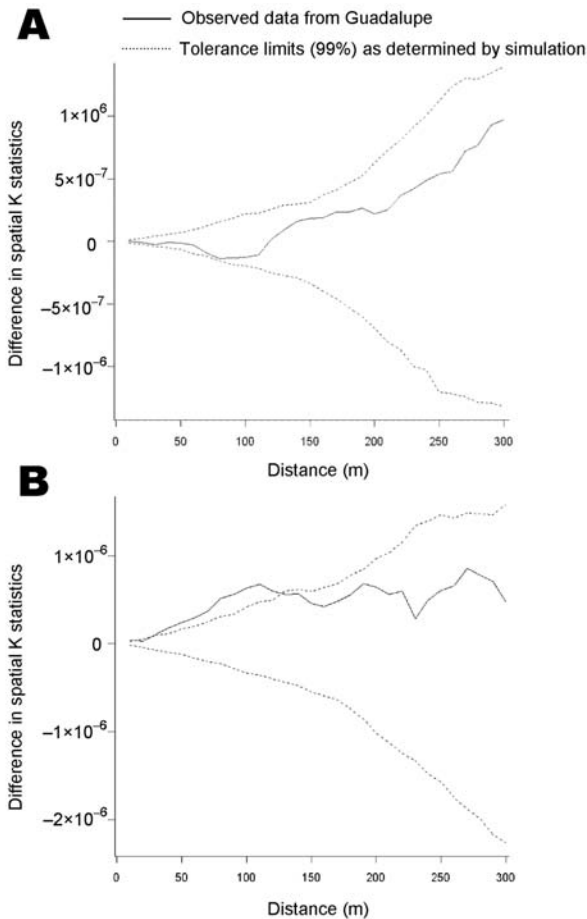 A
Observed data from Guadalupe
Tolerance limits (99%) as determined by simulation
Difference in spatial K statistics
1×10⁶
5×10⁻⁷
0
−5×10⁻⁷
−1×10⁻⁶
0 50 100 150 200 250 300
Distance (m)
B
Difference in spatial K statistics
1×10⁻⁶
0
−1×10⁻⁶
−2×10⁻⁶
0 50 100 150 200 250 300
Distance (m)